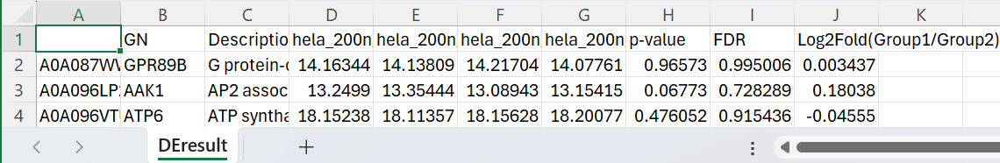 A B C D E F G H I J K
1 GN Descriptio hela_200n hela_200n hela_200n hela_200n p-value FDR Log2Fold(Group1/Group2)
2 A0A087W GPR89B G protein- 14.16344 14.13809 14.21704 14.07761 0.96573 0.995006 0.003437
3 A0A096LP AAK1 AP2 assoc 13.2499 13.35444 13.08943 13.15415 0.06773 0.728289 0.18038
4 A0A096VT ATP6 ATP syntha 18.15238 18.11357 18.15628 18.20077 0.476052 0.915436 -0.04555
DEresult